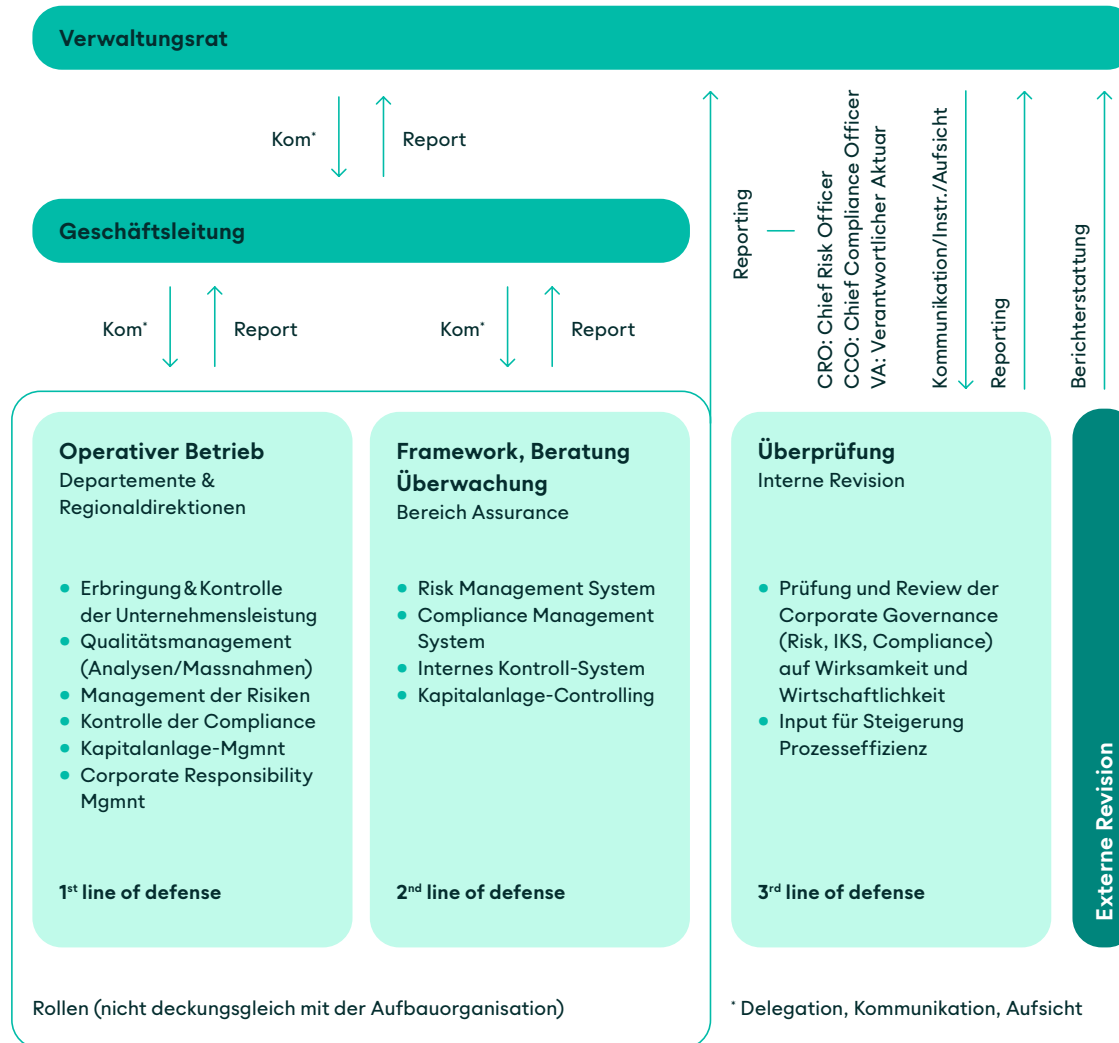 Verwaltungsrat
Kom*
Report
Geschäftsleitung
Kom*
Report
Kom*
Report
Reporting
CRO: Chief Risk Officer
CCO: Chief Compliance Officer
VA: Verantwortlicher Aktuar
Kommunikation/Instr./Aufsicht
Reporting
Berichterstattung
Operativer Betrieb
Departemente &
Regionaldirektionen
• Erbringung & Kontrolle
der Unternehmensleistung
• Qualitätsmanagement
(Analysen/Massnahmen)
• Management der Risiken
• Kontrolle der Compliance
• Kapitalanlage-Mgmnt
• Corporate Responsibility
Mgmnt
1st line of defense
Framework, Beratung
Überwachung
Bereich Assurance
• Risk Management System
• Compliance Management
System
• Internes Kontroll-System
• Kapitalanlage-Controlling
2nd line of defense
Überprüfung
Interne Revision
• Prüfung und Review der
Corporate Governance
(Risk, IKS, Compliance)
auf Wirksamkeit und
Wirtschaftlichkeit
• Input für Steigerung
Prozesseffizienz
3rd line of defense
Externe Revision
Rollen (nicht deckungsgleich mit der Aufbauorganisation)
* Delegation, Kommunikation, Aufsicht